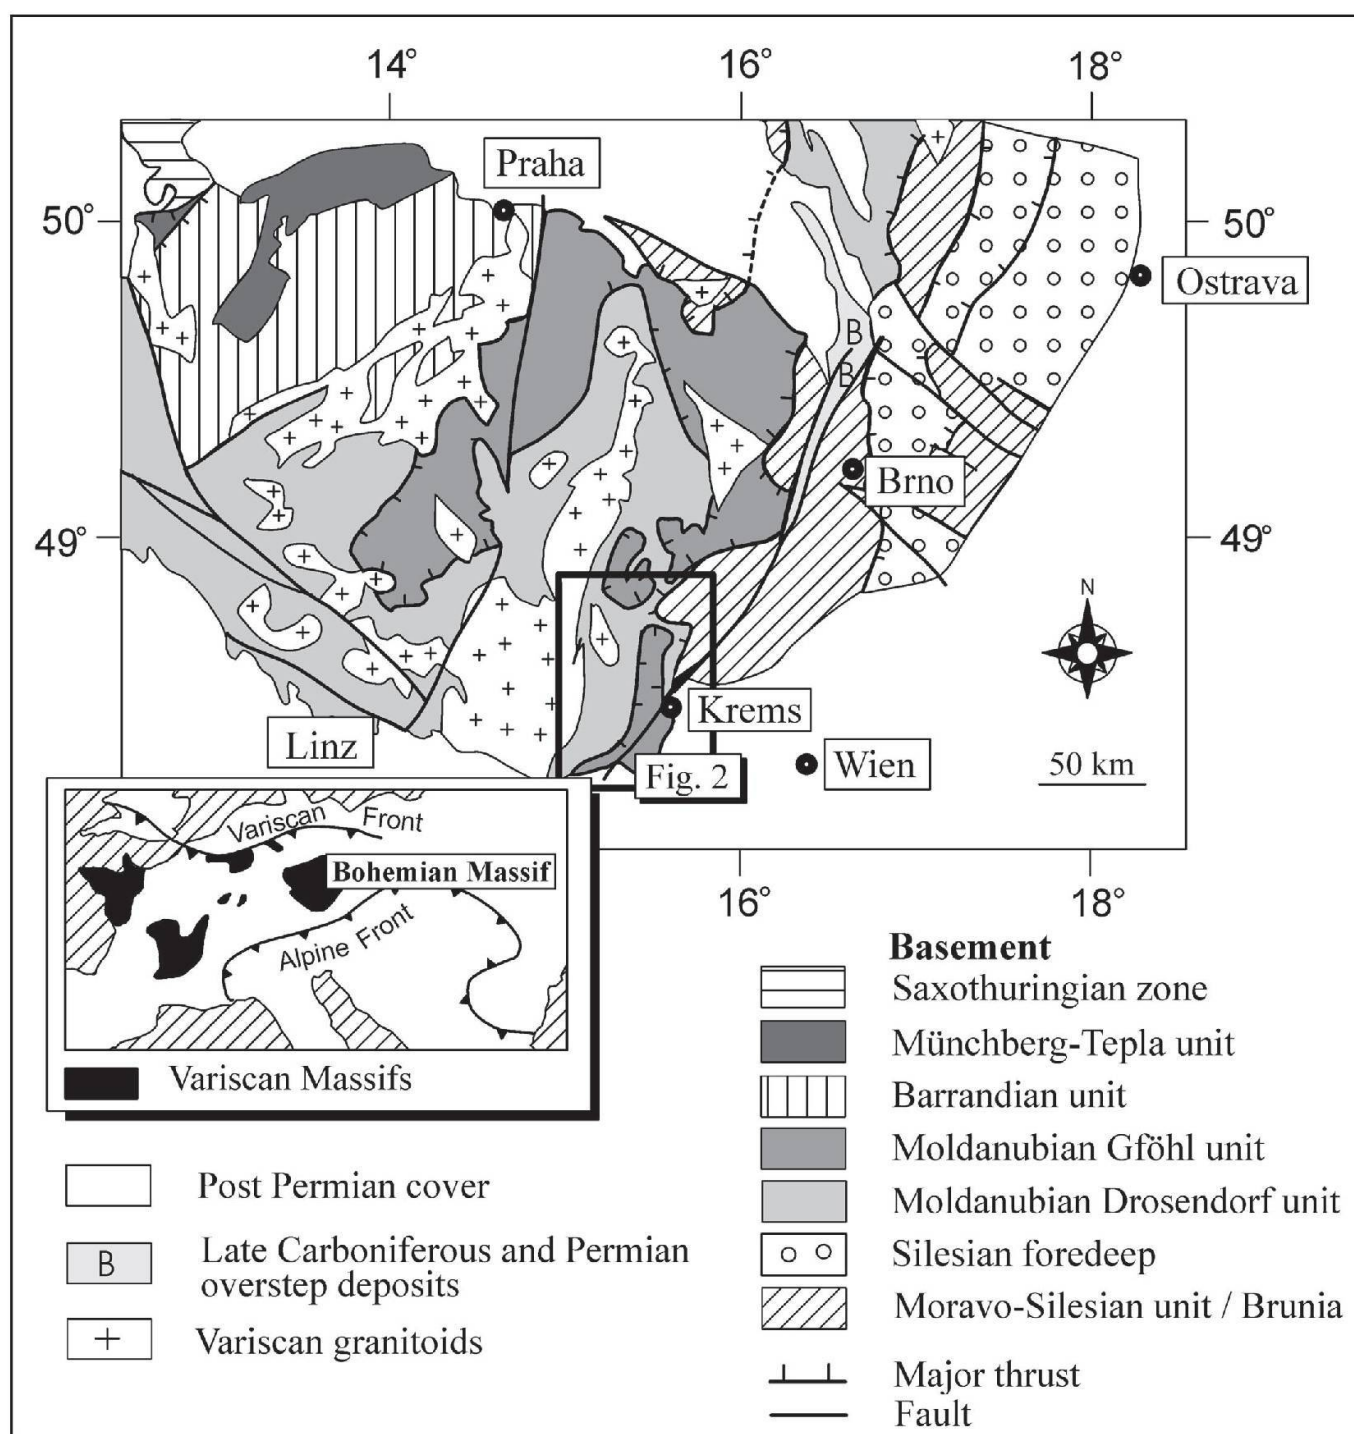 14°
16°
18°
Praha
50°
50°
Ostrava
B
B
Brno
49°
49°
N
Krems
Linz
Wien
Fig. 2
50 km
Variscan Front
Bohemian Massif
Alpine Front
16°
18°
Variscan Massifs
Post Permian cover
B
Late Carboniferous and Permian
overstep deposits
Variscan granitoids
Basement
Saxothuringian zone
Münchberg-Tepla unit
Barrandian unit
Moldanubian Gföhl unit
Moldanubian Drosendorf unit
Silesian foredeep
Moravo-Silesian unit / Brunia
Major thrust
Fault